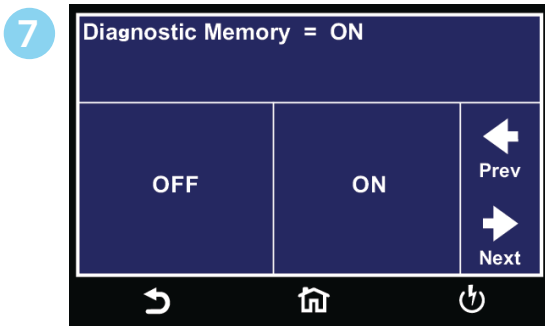 7
Diagnostic Memory = ON
OFF
ON
Prev
Next